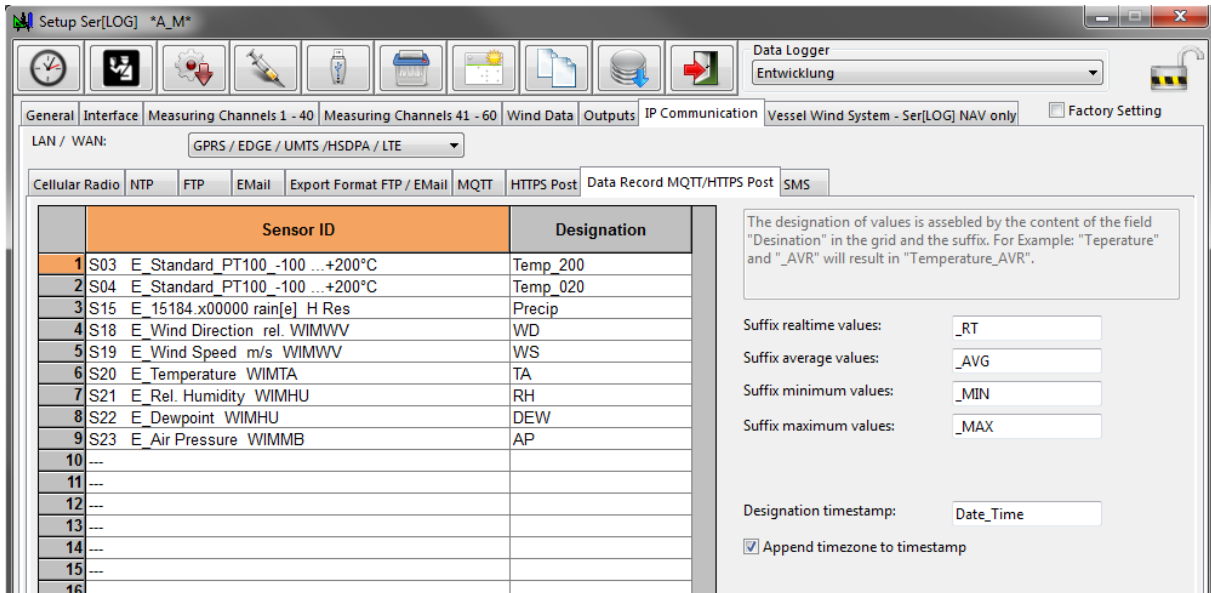 Setup Ser[LOG] *A_M*
Data Logger
Entwicklung
General Interface Measuring Channels 1 - 40 Measuring Channels 41 - 60 Wind Data Outputs IP Communication Vessel Wind System - Ser[LOG] NAV only Factory Setting
LAN / WAN: GPRS / EDGE / UMTS /HSDPA / LTE
Cellular Radio NTP FTP EMail Export Format FTP / EMail MQTT HTTPS Post Data Record MQTT/HTTPS Post SMS
Sensor ID Designation
1 S03 E_Standard_PT100_-100 ...+200°C Temp_200
2 S04 E_Standard_PT100_-100 ...+200°C Temp_020
3 S15 E_15184.x00000 rain[e] H Res Precip
4 S18 E_Wind Direction rel. WIMWV WD
5 S19 E_Wind Speed m/s WIMWV WS
6 S20 E_Temperature WIMTA TA
7 S21 E_Rel. Humidity WIMHU RH
8 S22 E_Dewpoint WIMHU DEW
9 S23 E_Air Pressure WIMMB AP
10 ---
11 ---
12 ---
13 ---
14 ---
15 ---
16
The designation of values is assebled by the content of the field
"Desination" in the grid and the suffix. For Example: "Teperature"
and "_AVR" will result in "Temperature_AVR".
Suffix realtime values: _RT
Suffix average values: _AVG
Suffix minimum values: _MIN
Suffix maximum values: _MAX
Designation timestamp: Date_Time
Append timezone to timestamp